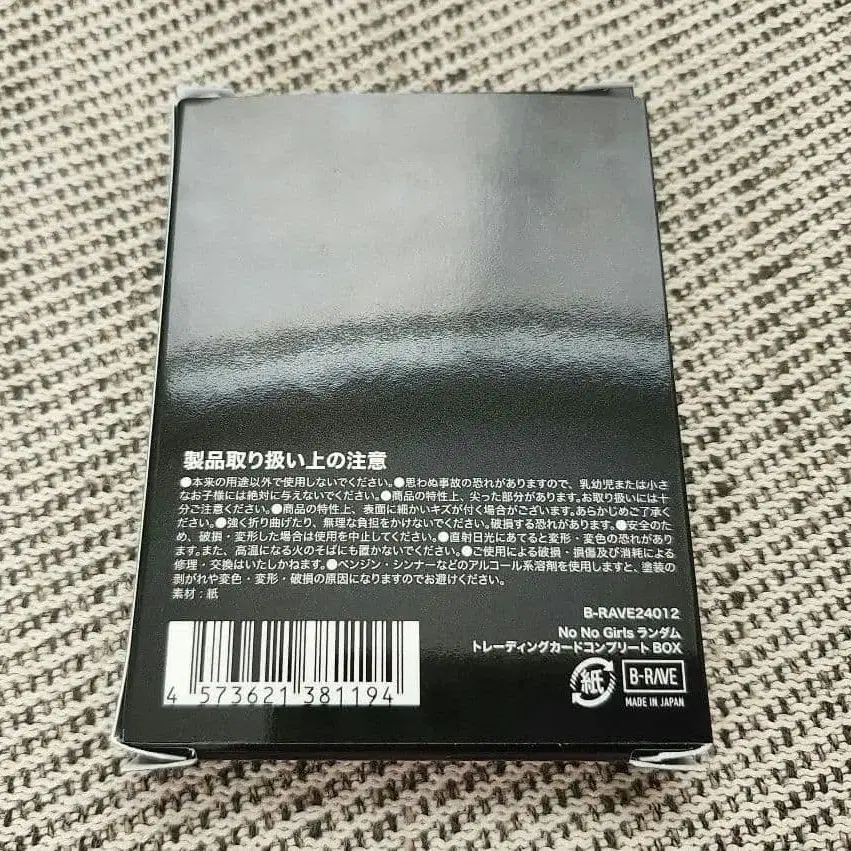 製品取り扱い上の注意
●本来の用途以外で使用しないでください。●思わぬ事故の恐れがありますので、乳幼児または小さ
なお子様には絶対に与えないでください。●商品の特性上、尖った部分があります。お取り扱いには十
分ご注意ください。●商品の特性上、表面に細かいキズが付く場合がございます。あらかじめご了承く
ださい。●強く折り曲げたり、無理な負担をかけないでください。破損する恐れがあります。●安全のた
め、破損・変形した場合は使用を中止してください。●直射日光にあてると変形・変色の恐れがあり
ます。また、高温になる火のそばにも置かないでください。●ご使用による破損・損傷及び消耗による
修理・交換はいたしかねます。●ベンジン・シンナーなどのアルコール系溶剤を使用しますと、塗装の
剥がれや変色・変形・破損の原因になりますのでお避けください。
素材：紙
B-RAVE24012
No No Girls ランダム
トレーディングカードコンプリート BOX
4 573621 381194
紙
B-RAVE
MADE IN JAPAN